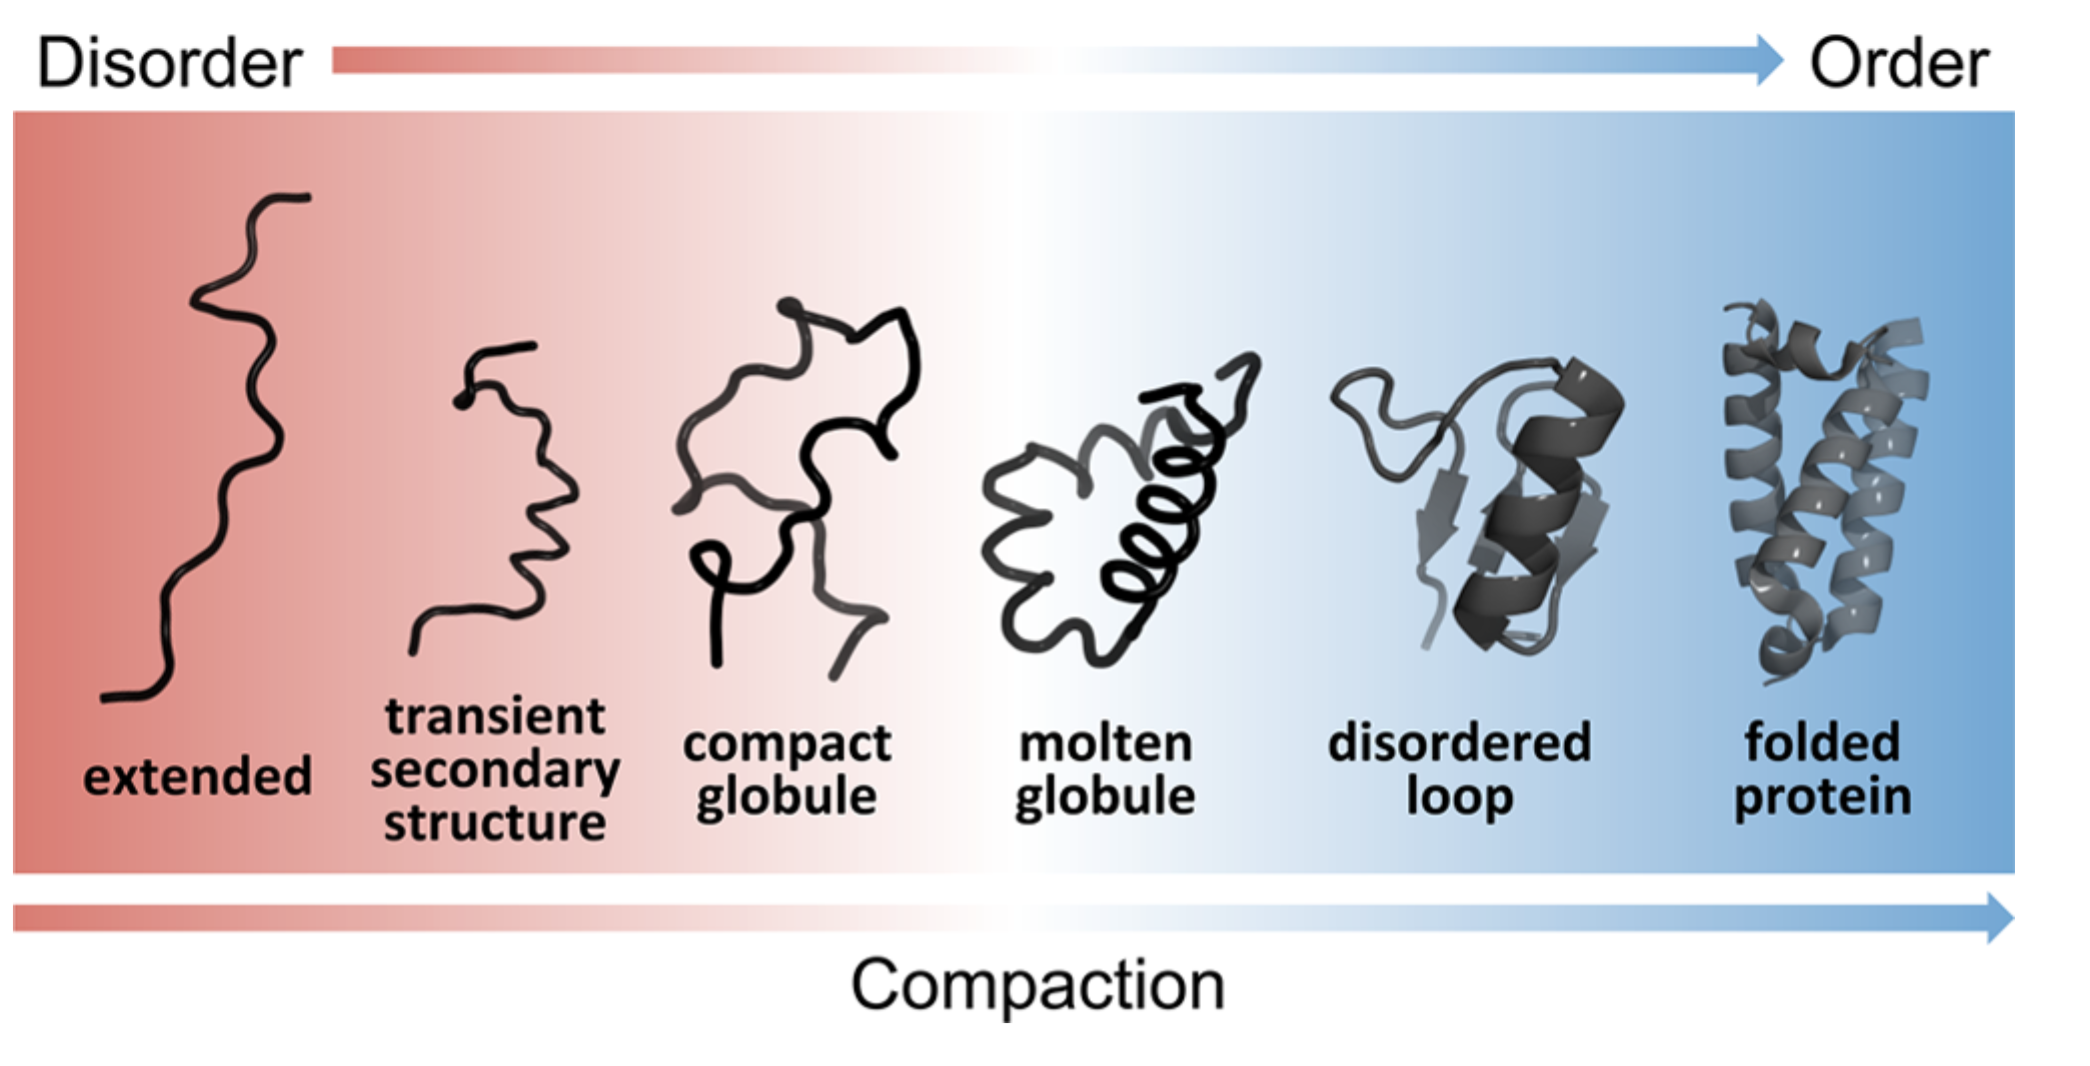 Disorder
Order
extended
transient
secondary
structure
compact
globule
molten
globule
disordered
loop
folded
protein
Compaction